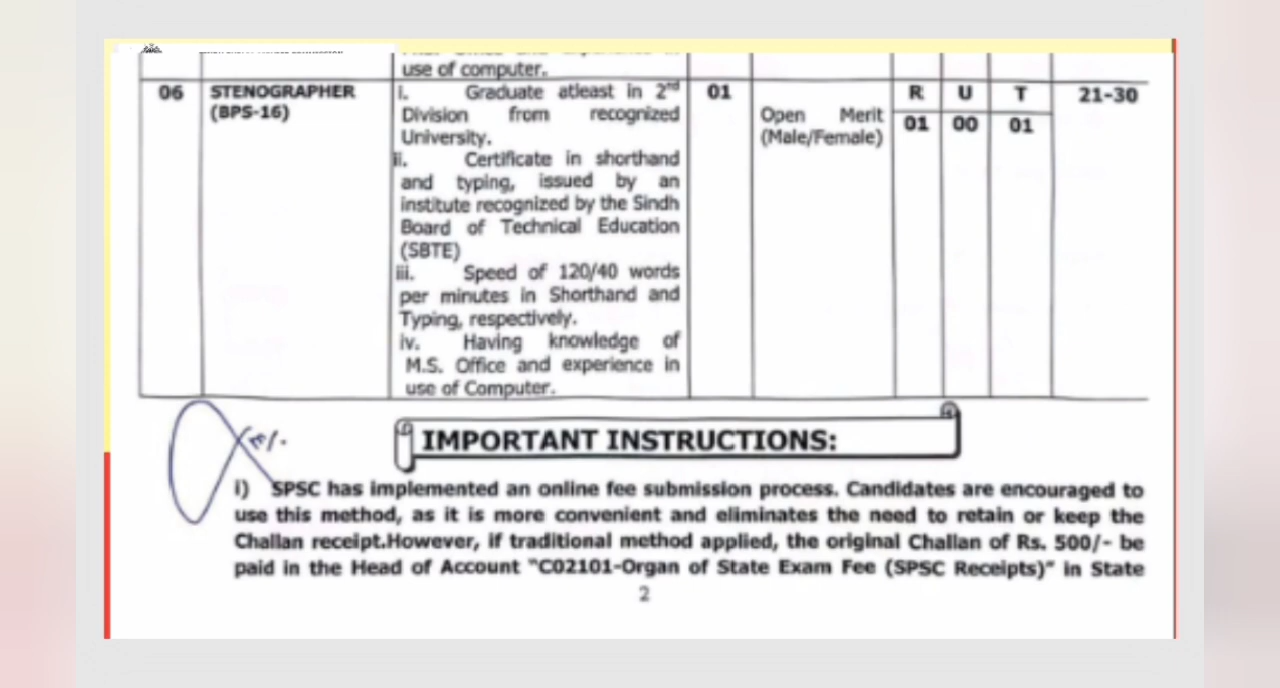 use of computer.
06 STENOGRAPHER (BPS-16)
i. Graduate atleast in 2nd
Division from recognized
University.
ii. Certificate in shorthand
and typing, issued by an
institute recognized by the Sindh
Board of Technical Education
(SBTE)
iii. Speed of 120/40 words
per minutes in Shorthand and
Typing, respectively.
iv. Having knowledge of
M.S. Office and experience in
use of Computer.
01
Open Merit
(Male/Female)
R U T
01 00 01
21-30
IMPORTANT INSTRUCTIONS:
i) SPSC has implemented an online fee submission process. Candidates are encouraged to
use this method, as it is more convenient and eliminates the need to retain or keep the
Challan receipt.However, if traditional method applied, the original Challan of Rs. 500/- be
paid in the Head of Account "C02101-Organ of State Exam Fee (SPSC Receipts)" in State
2